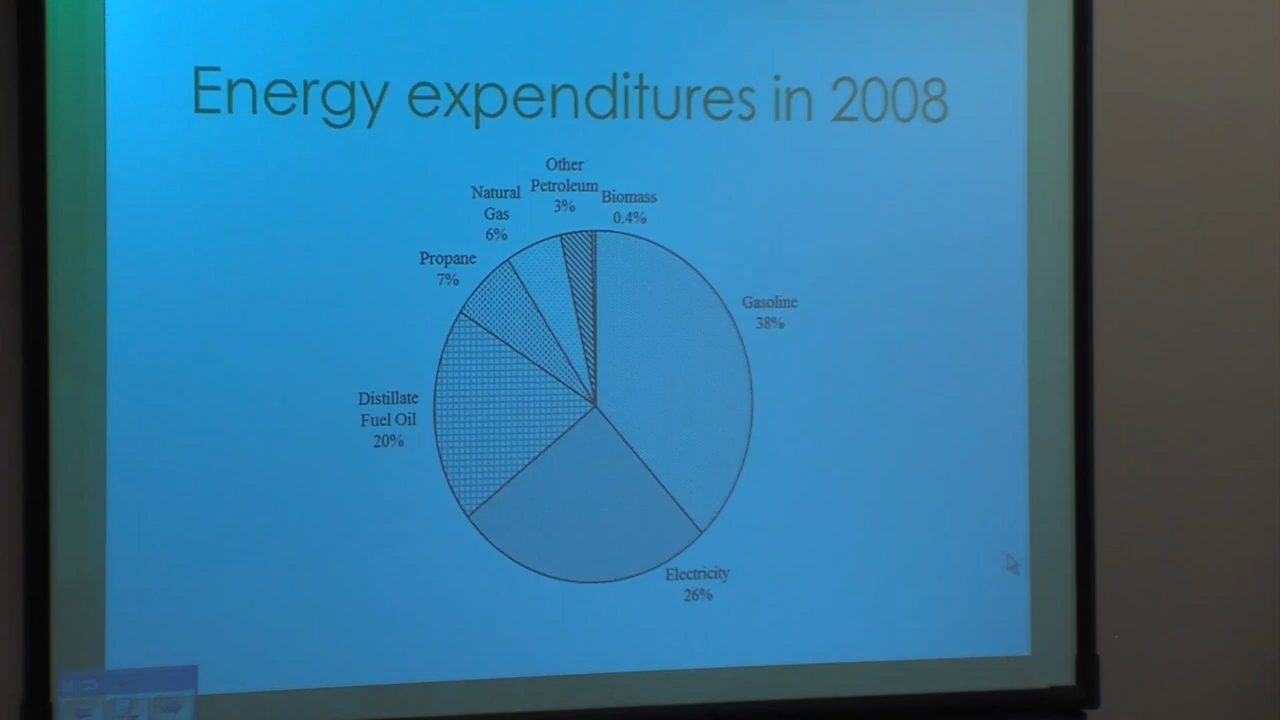 Energy expenditures in 2008
Other
Petroleum
3%
Biomass
0.4%
Natural
Gas
6%
Propane
7%
Gasoline
38%
Distillate
Fuel Oil
20%
Electricity
26%